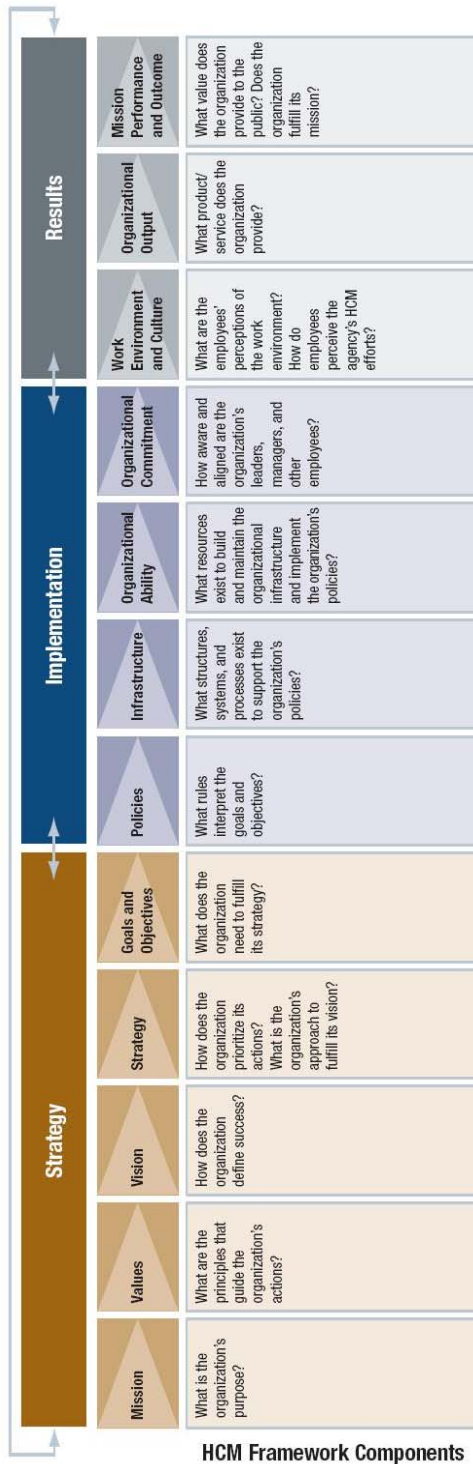 HCM Framework Components
Strategy
Mission
What is the
organization's
purpose?
Values
What are the
principles that
guide the
organization's
actions?
Vision
How does the
organization
define success?
Strategy
How does the
organization
prioritize its
actions?
What is the
organization's
approach to
fulfill its vision?
Goals and
Objectives
What does the
organization
need to fulfill
its strategy?
Implementation
Policies
What rules
interpret the
goals and
objectives?
Infrastructure
What structures,
systems, and
processes exist
to support the
organization's
policies?
Organizational
Ability
What resources
exist to build
and maintain the
organizational
infrastructure
and implement
the organization's
policies?
Organizational
Commitment
How aware and
aligned are the
organization's
leaders,
managers, and
other
employees?
Results
Work
Environment
and Culture
What are the
employees'
perceptions of
the work
environment?
How do
employees
perceive the
agency's HCM
efforts?
Organizational
Output
What product/
service does the
organization
provide?
Mission
Performance
and Outcome
What value does
the organization
provide to the
public? Does the
organization
fulfill its
mission?